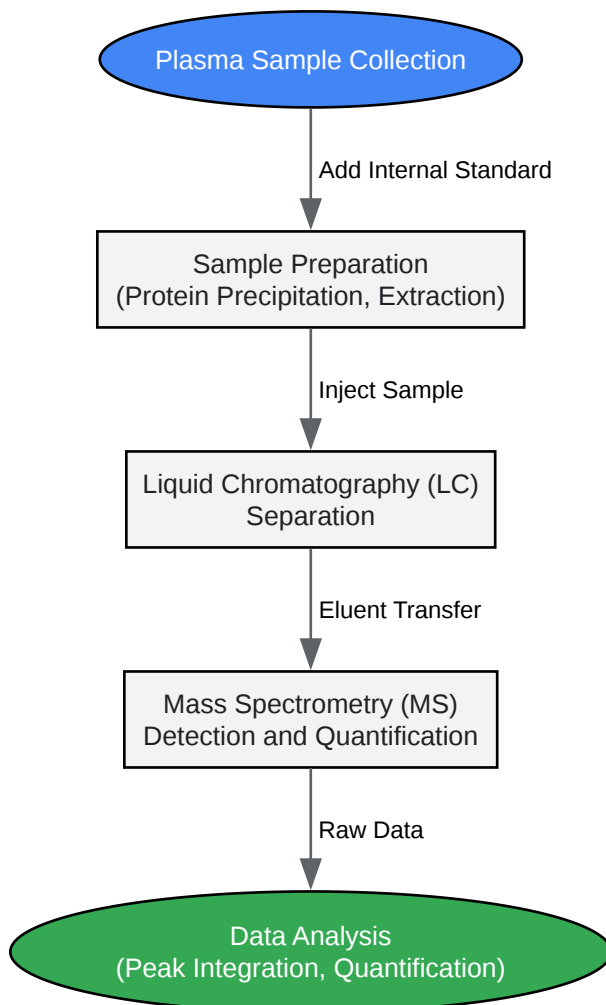 Plasma Sample Collection
Add Internal Standard
Sample Preparation
(Protein Precipitation, Extraction)
Inject Sample
Liquid Chromatography (LC)
Separation
Eluent Transfer
Mass Spectrometry (MS)
Detection and Quantification
Raw Data
Data Analysis
(Peak Integration, Quantification)